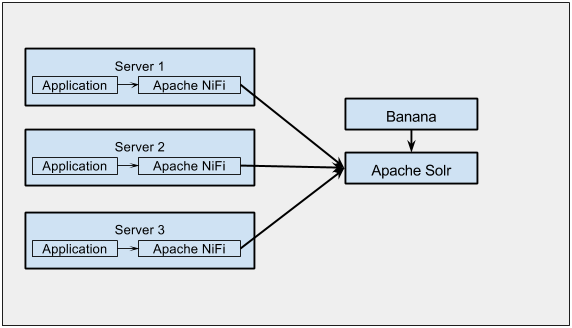 Server 1
Application
Apache NiFi
Server 2
Application
Apache NiFi
Server 3
Application
Apache NiFi
Banana
Apache Solr